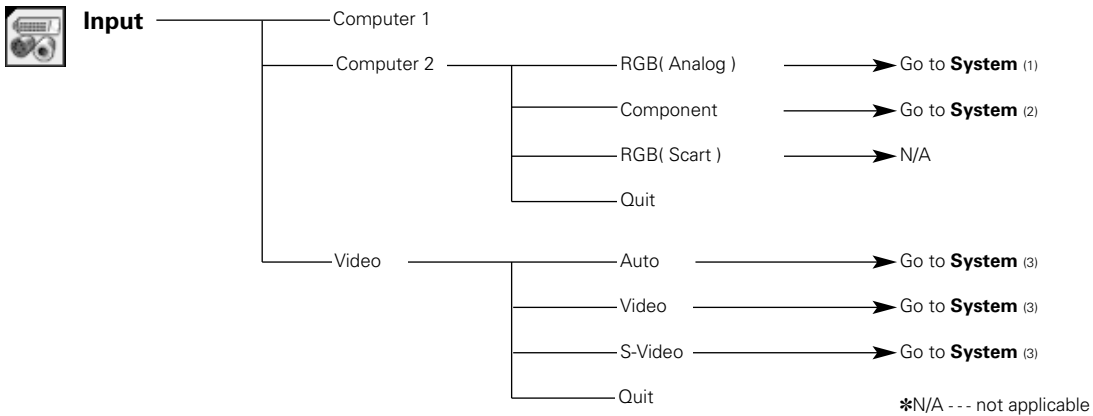 Input
Computer 1
Computer 2
RGB( Analog )
Go to System (1)
Component
Go to System (2)
RGB( Scart )
N/A
Quit
Video
Auto
Go to System (3)
Video
Go to System (3)
S-Video
Go to System (3)
Quit
✽N/A - - - not applicable